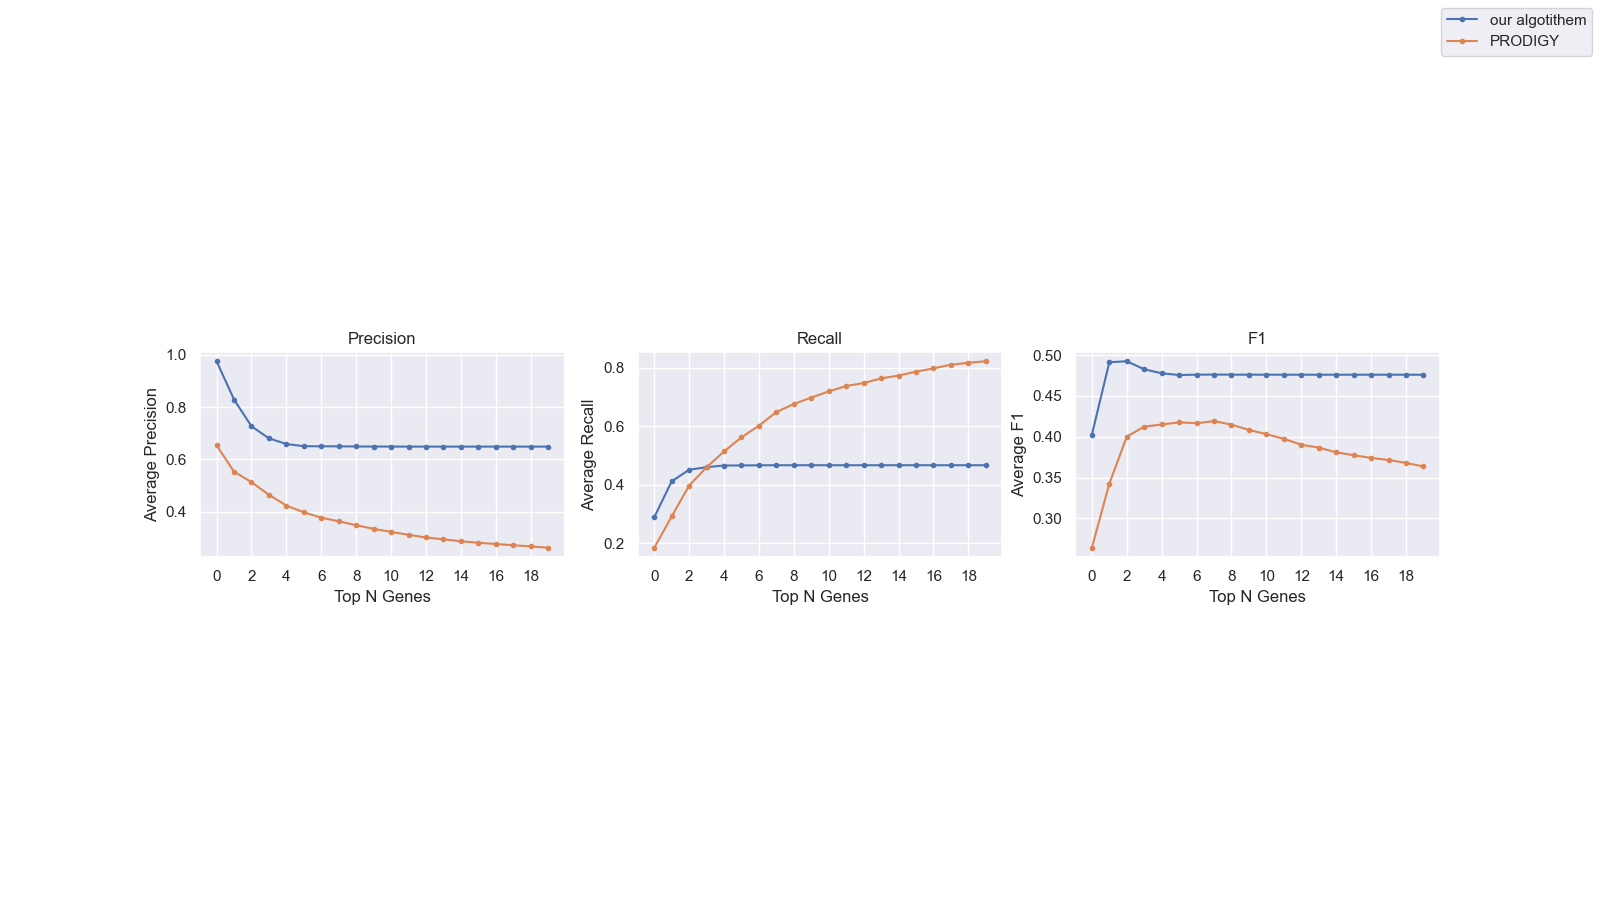 our algotithem
PRODIGY
Precision
1.0
0.8
0.6
0.4
Average Precision
0 2 4 6 8 10 12 14 16 18
Top N Genes
Recall
0.8
0.6
0.4
0.2
Average Recall
0 2 4 6 8 10 12 14 16 18
Top N Genes
F1
0.50
0.45
0.40
0.35
0.30
Average F1
0 2 4 6 8 10 12 14 16 18
Top N Genes